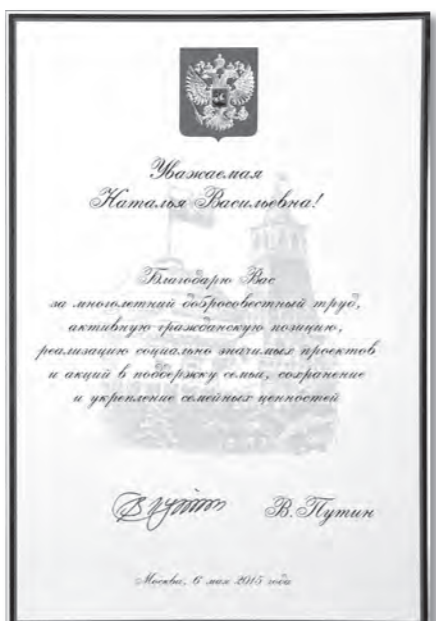 Уважаемая
Наталья Васильевна!
Благодарю Вас
за многолетний добросовестный труд,
активную гражданскую позицию,
реализацию социально значимых проектов
и акций в поддержку семьи, сохранение
и укрепление семейных ценностей
В. Путин
Москва, 6 мая 2015 года